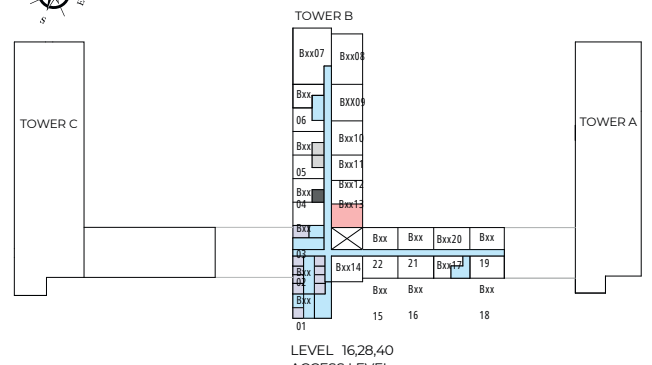 S
E
TOWER B
Bxx07
Bxx08
Bxx
06
BXX09
TOWER C
TOWER A
Bxx10
Bxx
05
Bxx11
Bxx12
Bxx
04
Bxx13
Bxx
03
Bxx
22
Bxx
21
Bxx20
Bxx
19
Bxx
02
Bxx14
Bxx17
Bxx
01
Bxx
15
Bxx
16
Bxx
18
LEVEL 16,28,40
ACCESS LEVEL